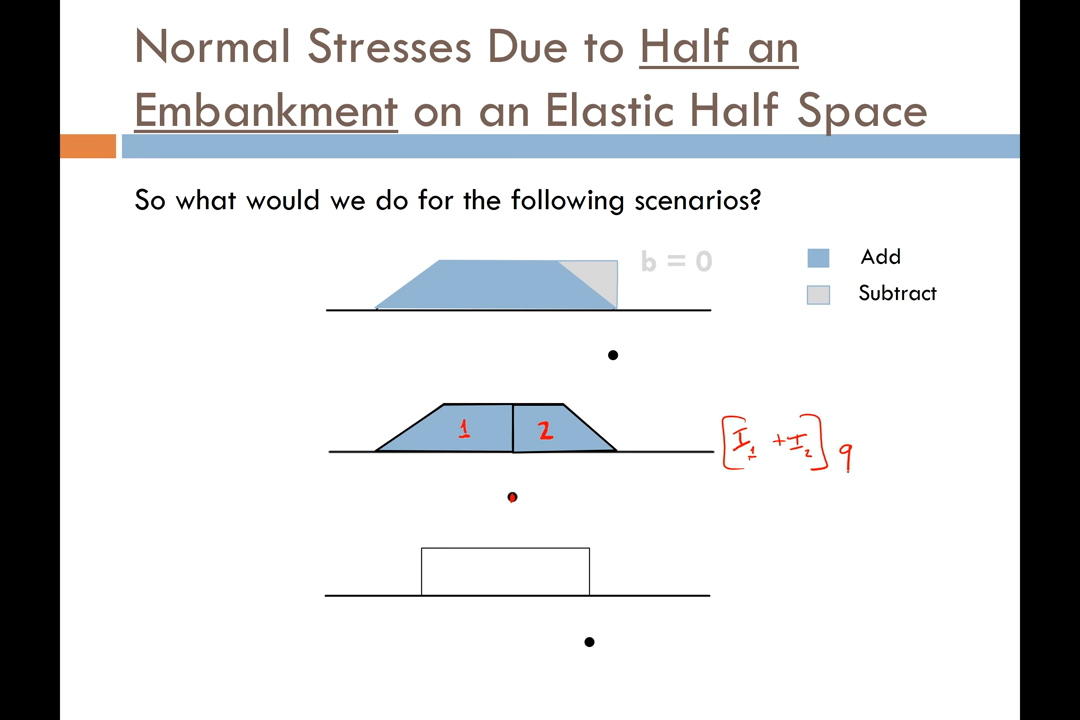 Normal Stresses Due to Half an
Embankment on an Elastic Half Space
So what would we do for the following scenarios?
b = 0
Add
Subtract
1 2
[I₁ + I₂] q